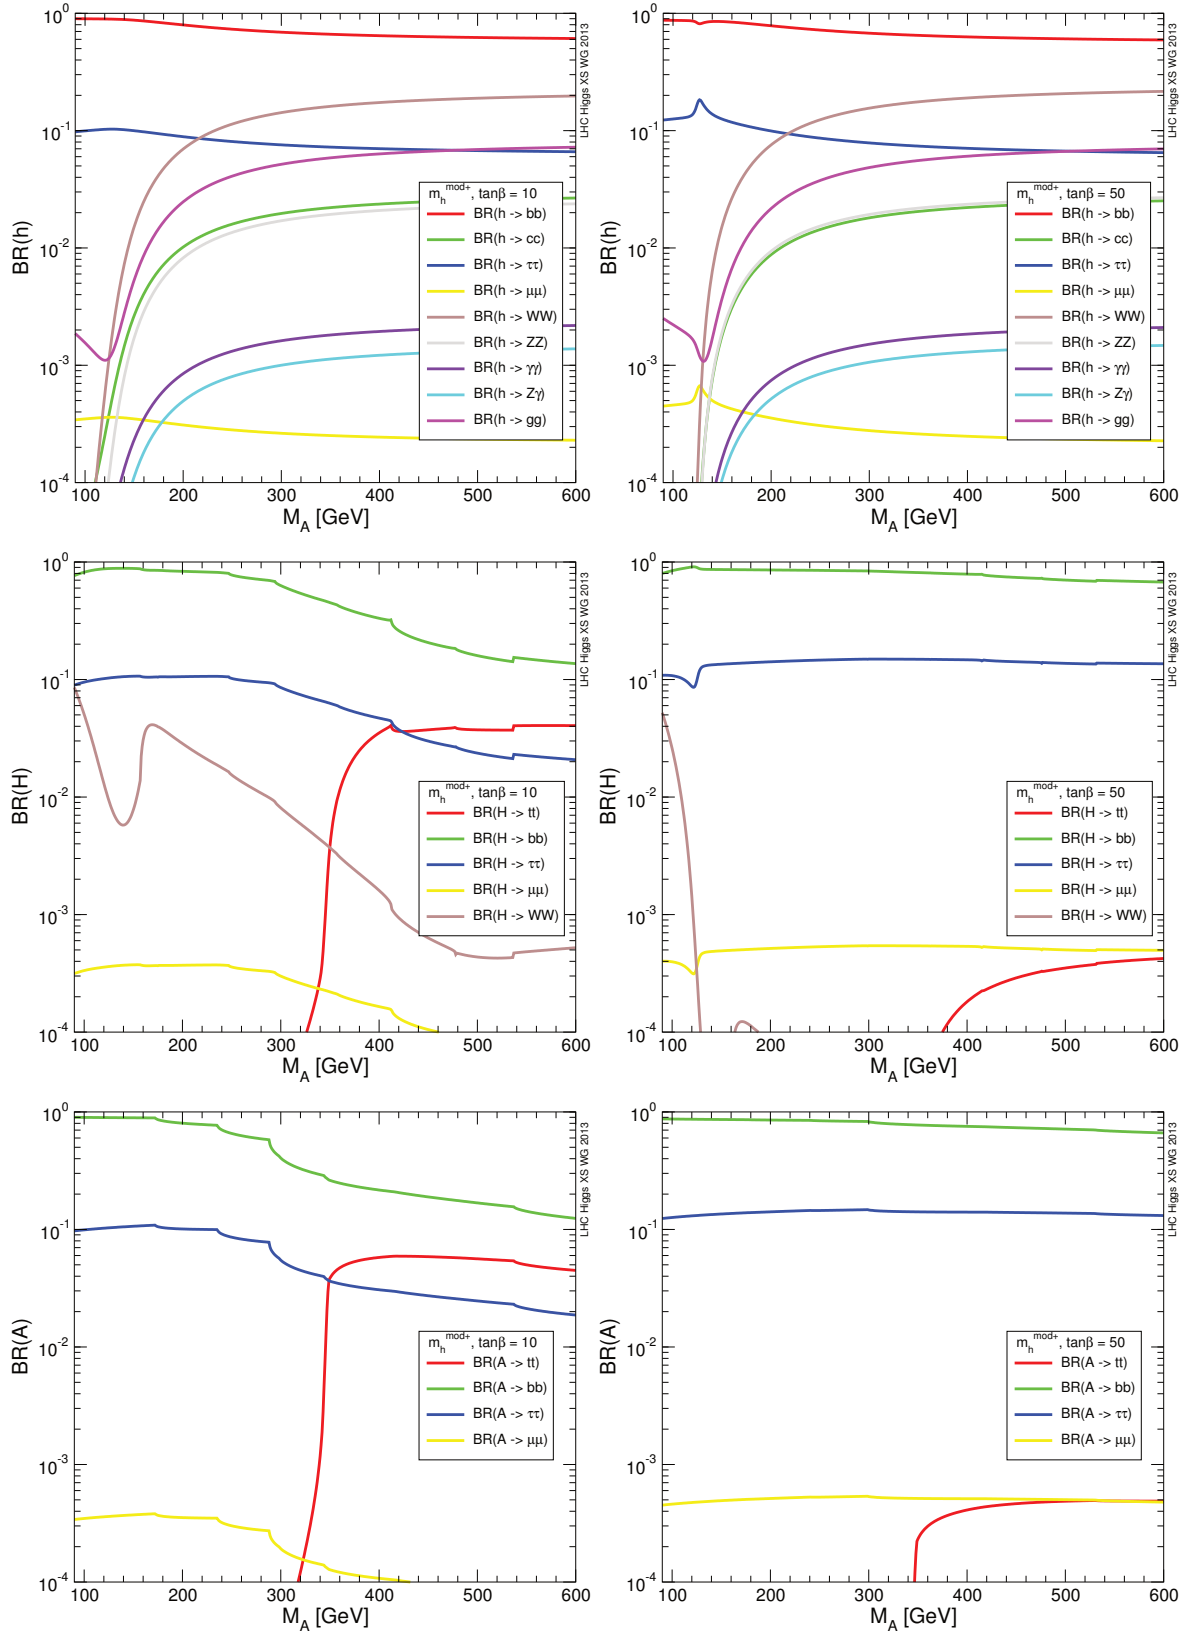 10^0
10^-1
10^-2
10^-3
10^-4
BR(h)
100 200 300 400 500 600
M_A [GeV]
LHC Higgs XS WG 2013
m_h^mod+, tanβ = 10
BR(h -> bb)
BR(h -> cc)
BR(h -> ττ)
BR(h -> μμ)
BR(h -> WW)
BR(h -> ZZ)
BR(h -> γγ)
BR(h -> Zγ)
BR(h -> gg)
10^0
10^-1
10^-2
10^-3
10^-4
BR(h)
100 200 300 400 500 600
M_A [GeV]
LHC Higgs XS WG 2013
m_h^mod+, tanβ = 50
BR(h -> bb)
BR(h -> cc)
BR(h -> ττ)
BR(h -> μμ)
BR(h -> WW)
BR(h -> ZZ)
BR(h -> γγ)
BR(h -> Zγ)
BR(h -> gg)
10^0
10^-1
10^-2
10^-3
10^-4
BR(H)
100 200 300 400 500 600
M_A [GeV]
LHC Higgs XS WG 2013
m_h^mod+, tanβ = 10
BR(H -> tt)
BR(H -> bb)
BR(H -> ττ)
BR(H -> μμ)
BR(H -> WW)
10^0
10^-1
10^-2
10^-3
10^-4
BR(H)
100 200 300 400 500 600
M_A [GeV]
LHC Higgs XS WG 2013
m_h^mod+, tanβ = 50
BR(H -> tt)
BR(H -> bb)
BR(H -> ττ)
BR(H -> μμ)
BR(H -> WW)
10^0
10^-1
10^-2
10^-3
10^-4
BR(A)
100 200 300 400 500 600
M_A [GeV]
LHC Higgs XS WG 2013
m_h^mod+, tanβ = 10
BR(A -> tt)
BR(A -> bb)
BR(A -> ττ)
BR(A -> μμ)
10^0
10^-1
10^-2
10^-3
10^-4
BR(A)
100 200 300 400 500 600
M_A [GeV]
LHC Higgs XS WG 2013
m_h^mod+, tanβ = 50
BR(A -> tt)
BR(A -> bb)
BR(A -> ττ)
BR(A -> μμ)